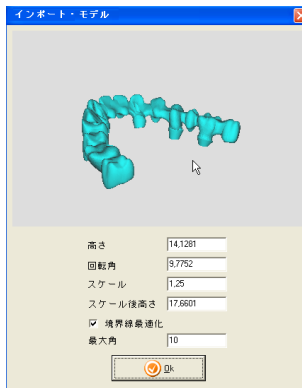 インポート・モデル
高さ 14,1281
回転角 9,7752
スケール 1,25
スケール後高さ 17,6601
境界線最適化
最大角 10
Ok